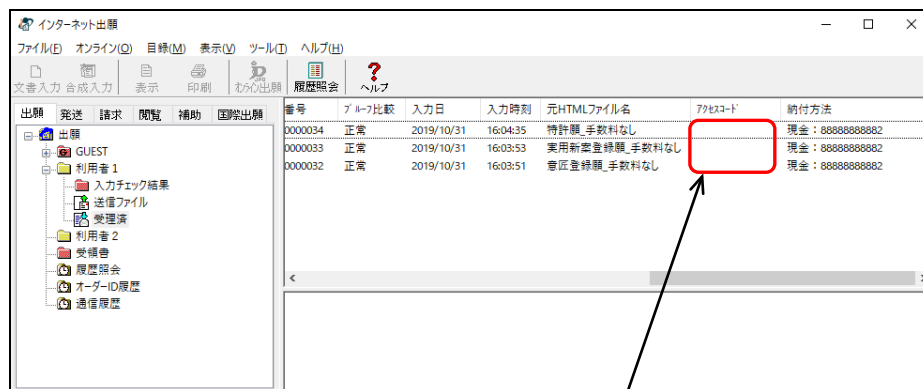 インターネット出願
ファイル(F) オンライン(O) 目録(M) 表示(V) ツール(T) ヘルプ(H)
文書入力 合成入力 表示 印刷 わかん出願 履歴照会 ヘルプ
出願 発送 請求 閲覧 補助 国際出願
出願
GUEST
利用者1
入力チェック結果
送信ファイル
受理済
利用者2
受領書
履歴照会
オーダーID履歴
通信履歴
番号 プルーフ比較 入力日 入力時刻 元HTMLファイル名 アクセスコード 納付方法
0000034 正常 2019/10/31 16:04:35 特許願_手数料なし 現金:88888888882
0000033 正常 2019/10/31 16:03:53 実用新案登録願_手数料なし 現金:88888888882
0000032 正常 2019/10/31 16:03:51 意匠登録願_手数料なし 現金:88888888882